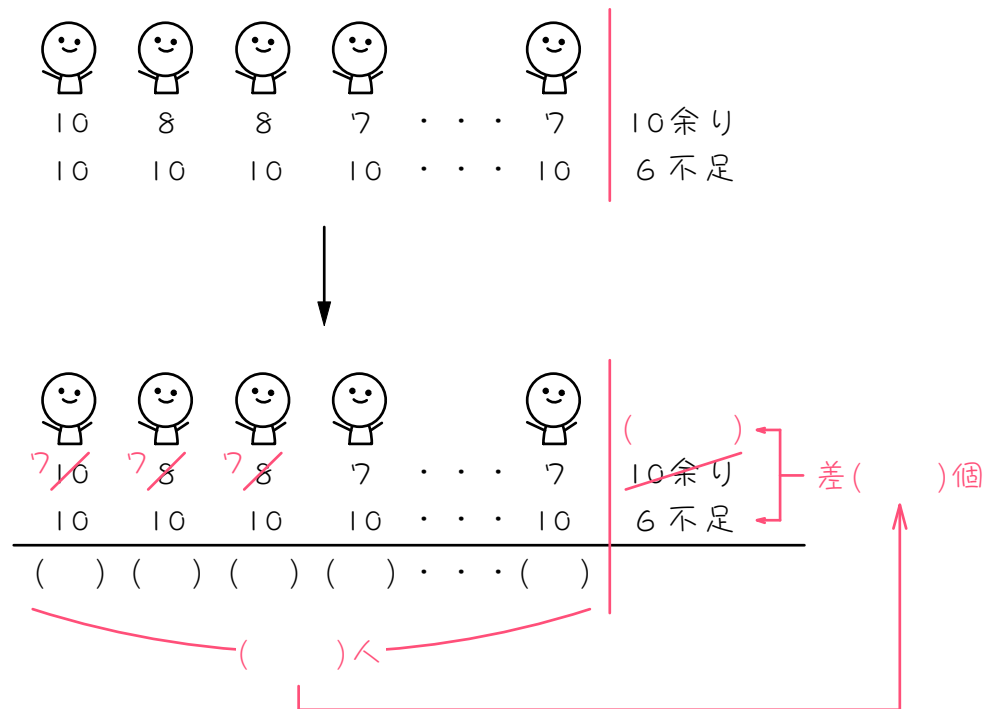 10 8 8 7 ・・・ 7 10余り
10 10 10 10 ・・・ 10 6不足
( )
7 10 7 8 7 8 7 ・・・ 7 10余り 差( )個
10 10 10 10 ・・・ 10 6不足
( ) ( ) ( ) ( ) ・・・ ( )
( )人